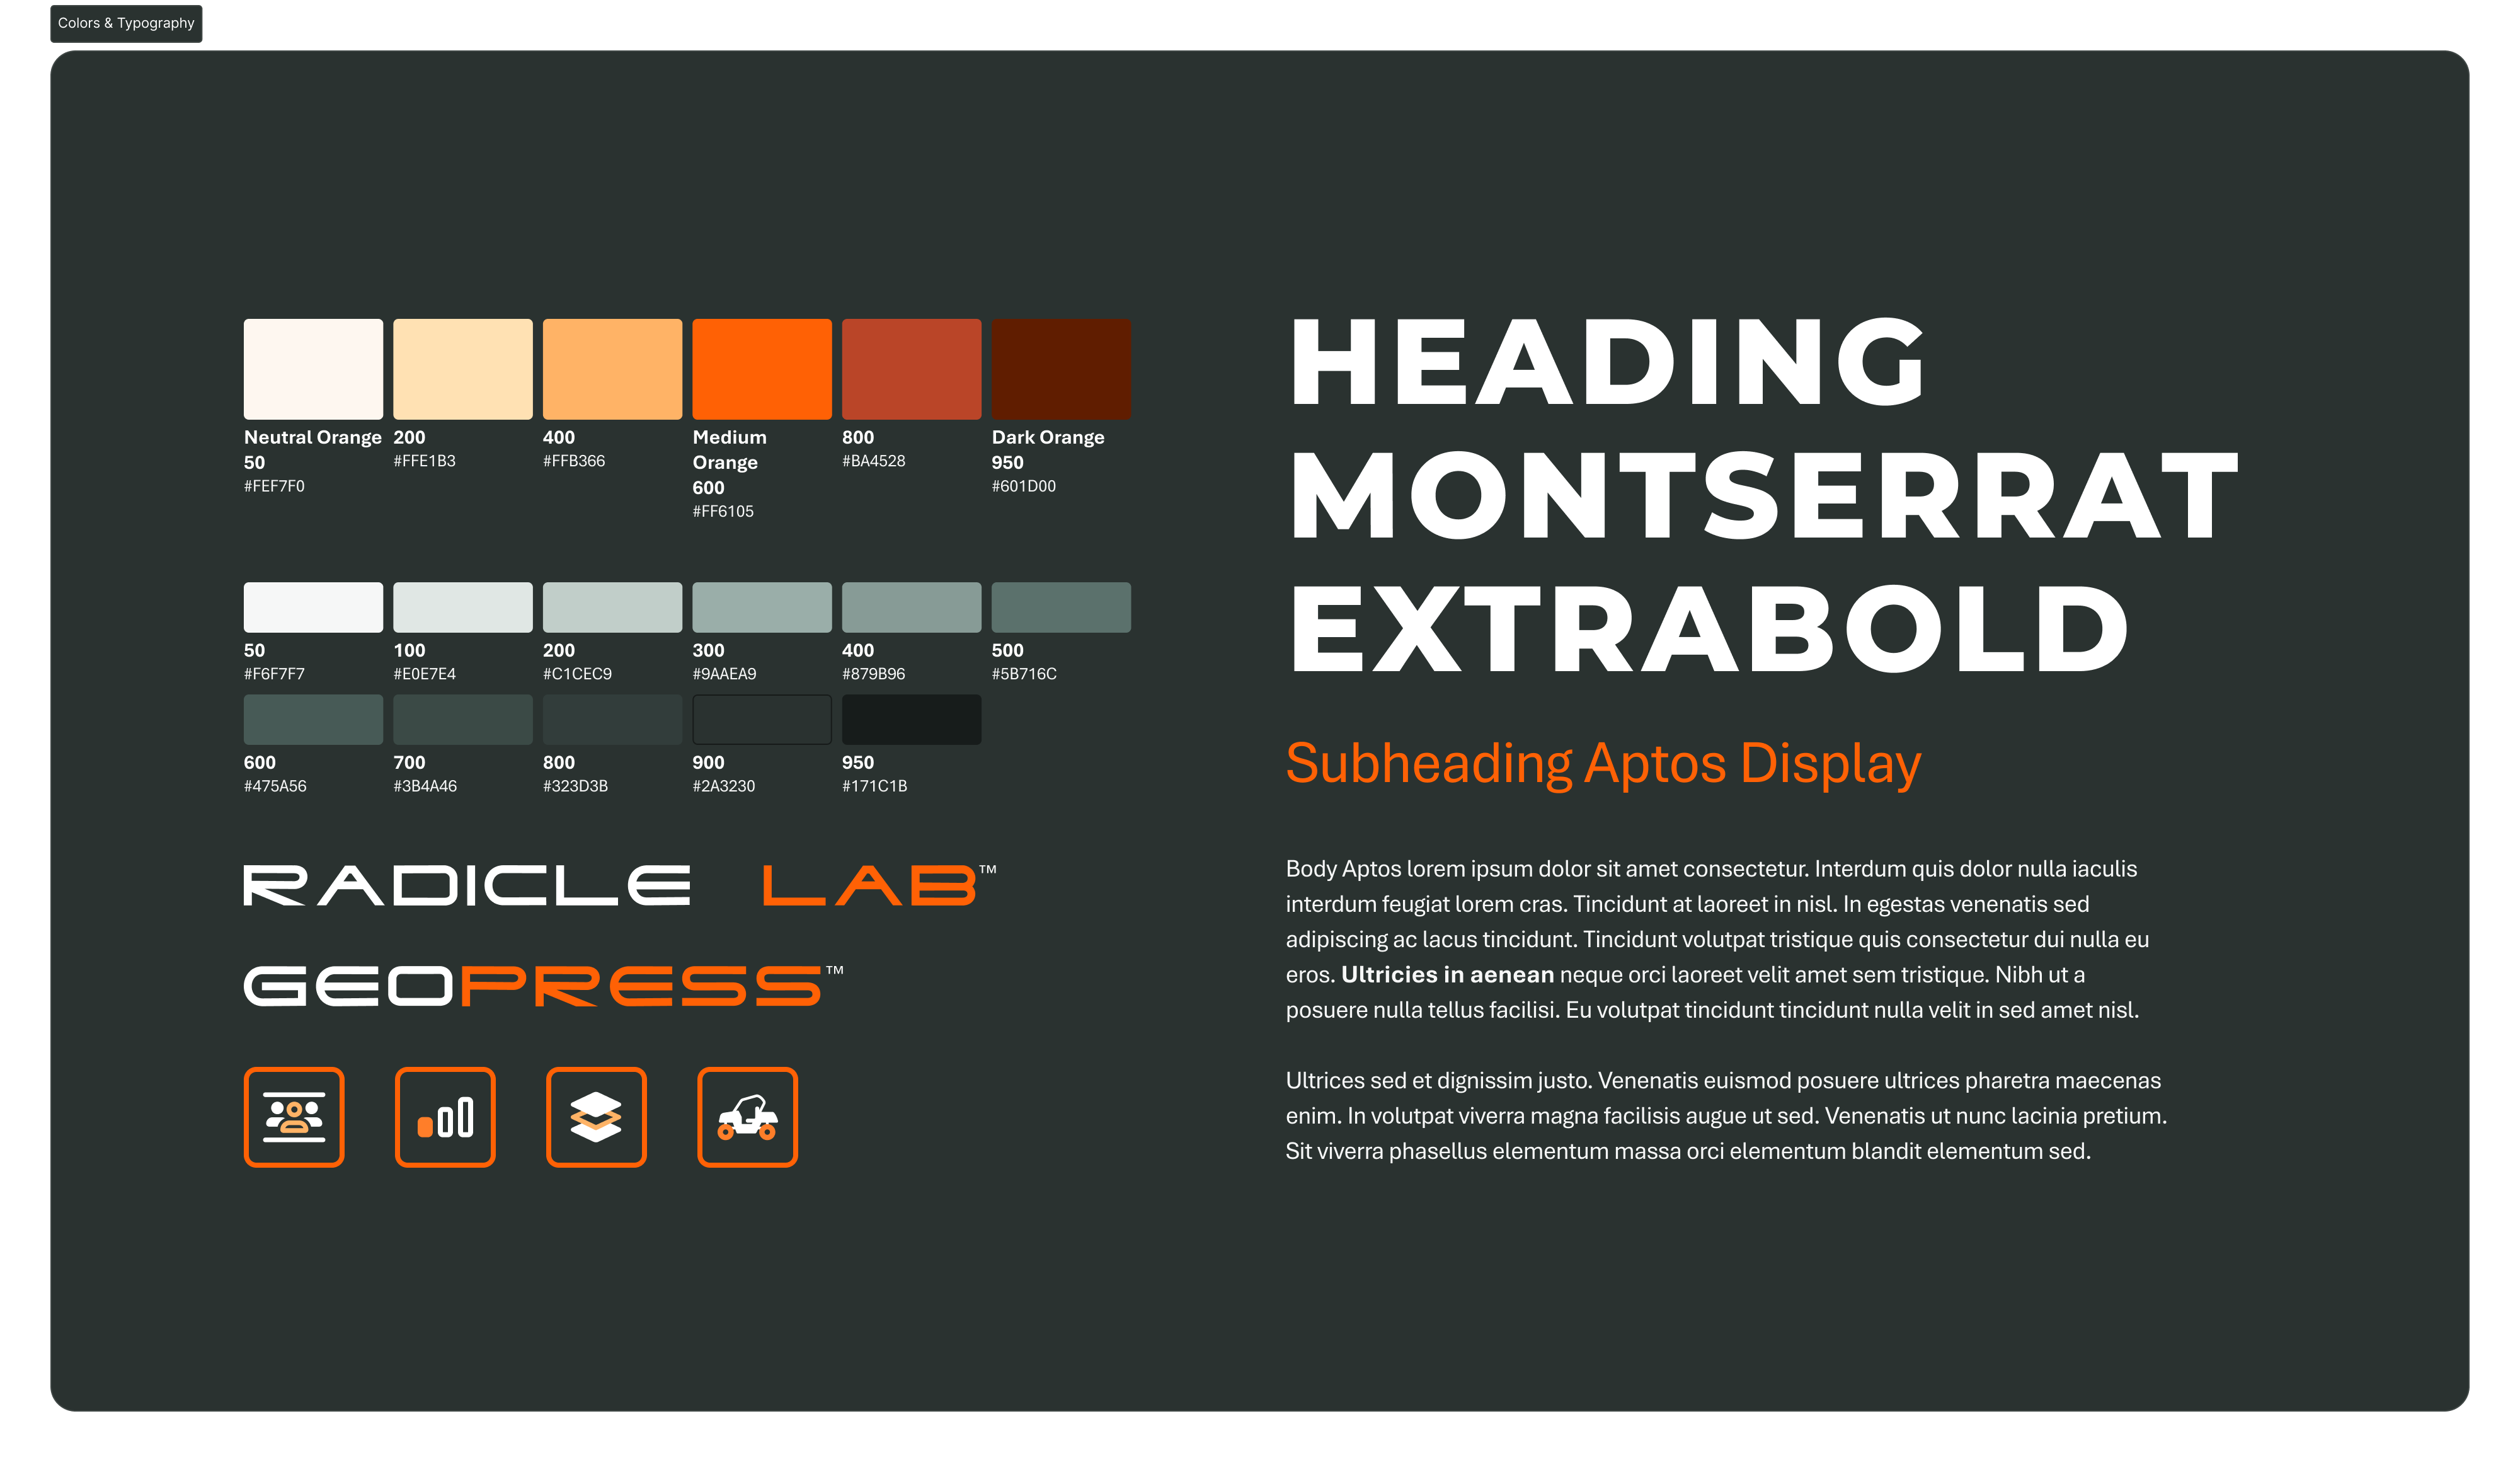 Colors & Typography
Neutral Orange
50
#FEF7F0
200
#FFE1B3
400
#FFB366
Medium
Orange
600
#FF6105
800
#BA4528
Dark Orange
950
#601D00
50
#F6F7F7
100
#E0E7E4
200
#C1CEC9
300
#9AAEA9
400
#879B96
500
#5B716C
600
#475A56
700
#3B4A46
800
#323D3B
900
#2A3230
950
#171C1B
RADICLE LAB™
GEOPRESS™
HEADING
MONTSERRAT
EXTRABOLD
Subheading Aptos Display
Body Aptos lorem ipsum dolor sit amet consectetur. Interdum quis dolor nulla iaculis
interdum feugiat lorem cras. Tincidunt at laoreet in nisl. In egestas venenatis sed
adipiscing ac lacus tincidunt. Tincidunt volutpat tristique quis consectetur dui nulla eu
eros. Ultricies in aenean neque orci laoreet velit amet sem tristique. Nibh ut a
posuere nulla tellus facilisi. Eu volutpat tincidunt tincidunt nulla velit in sed amet nisl.
Ultrices sed et dignissim justo. Venenatis euismod posuere ultrices pharetra maecenas
enim. In volutpat viverra magna facilisis augue ut sed. Venenatis ut nunc lacinia pretium.
Sit viverra phasellus elementum massa orci elementum blandit elementum sed.